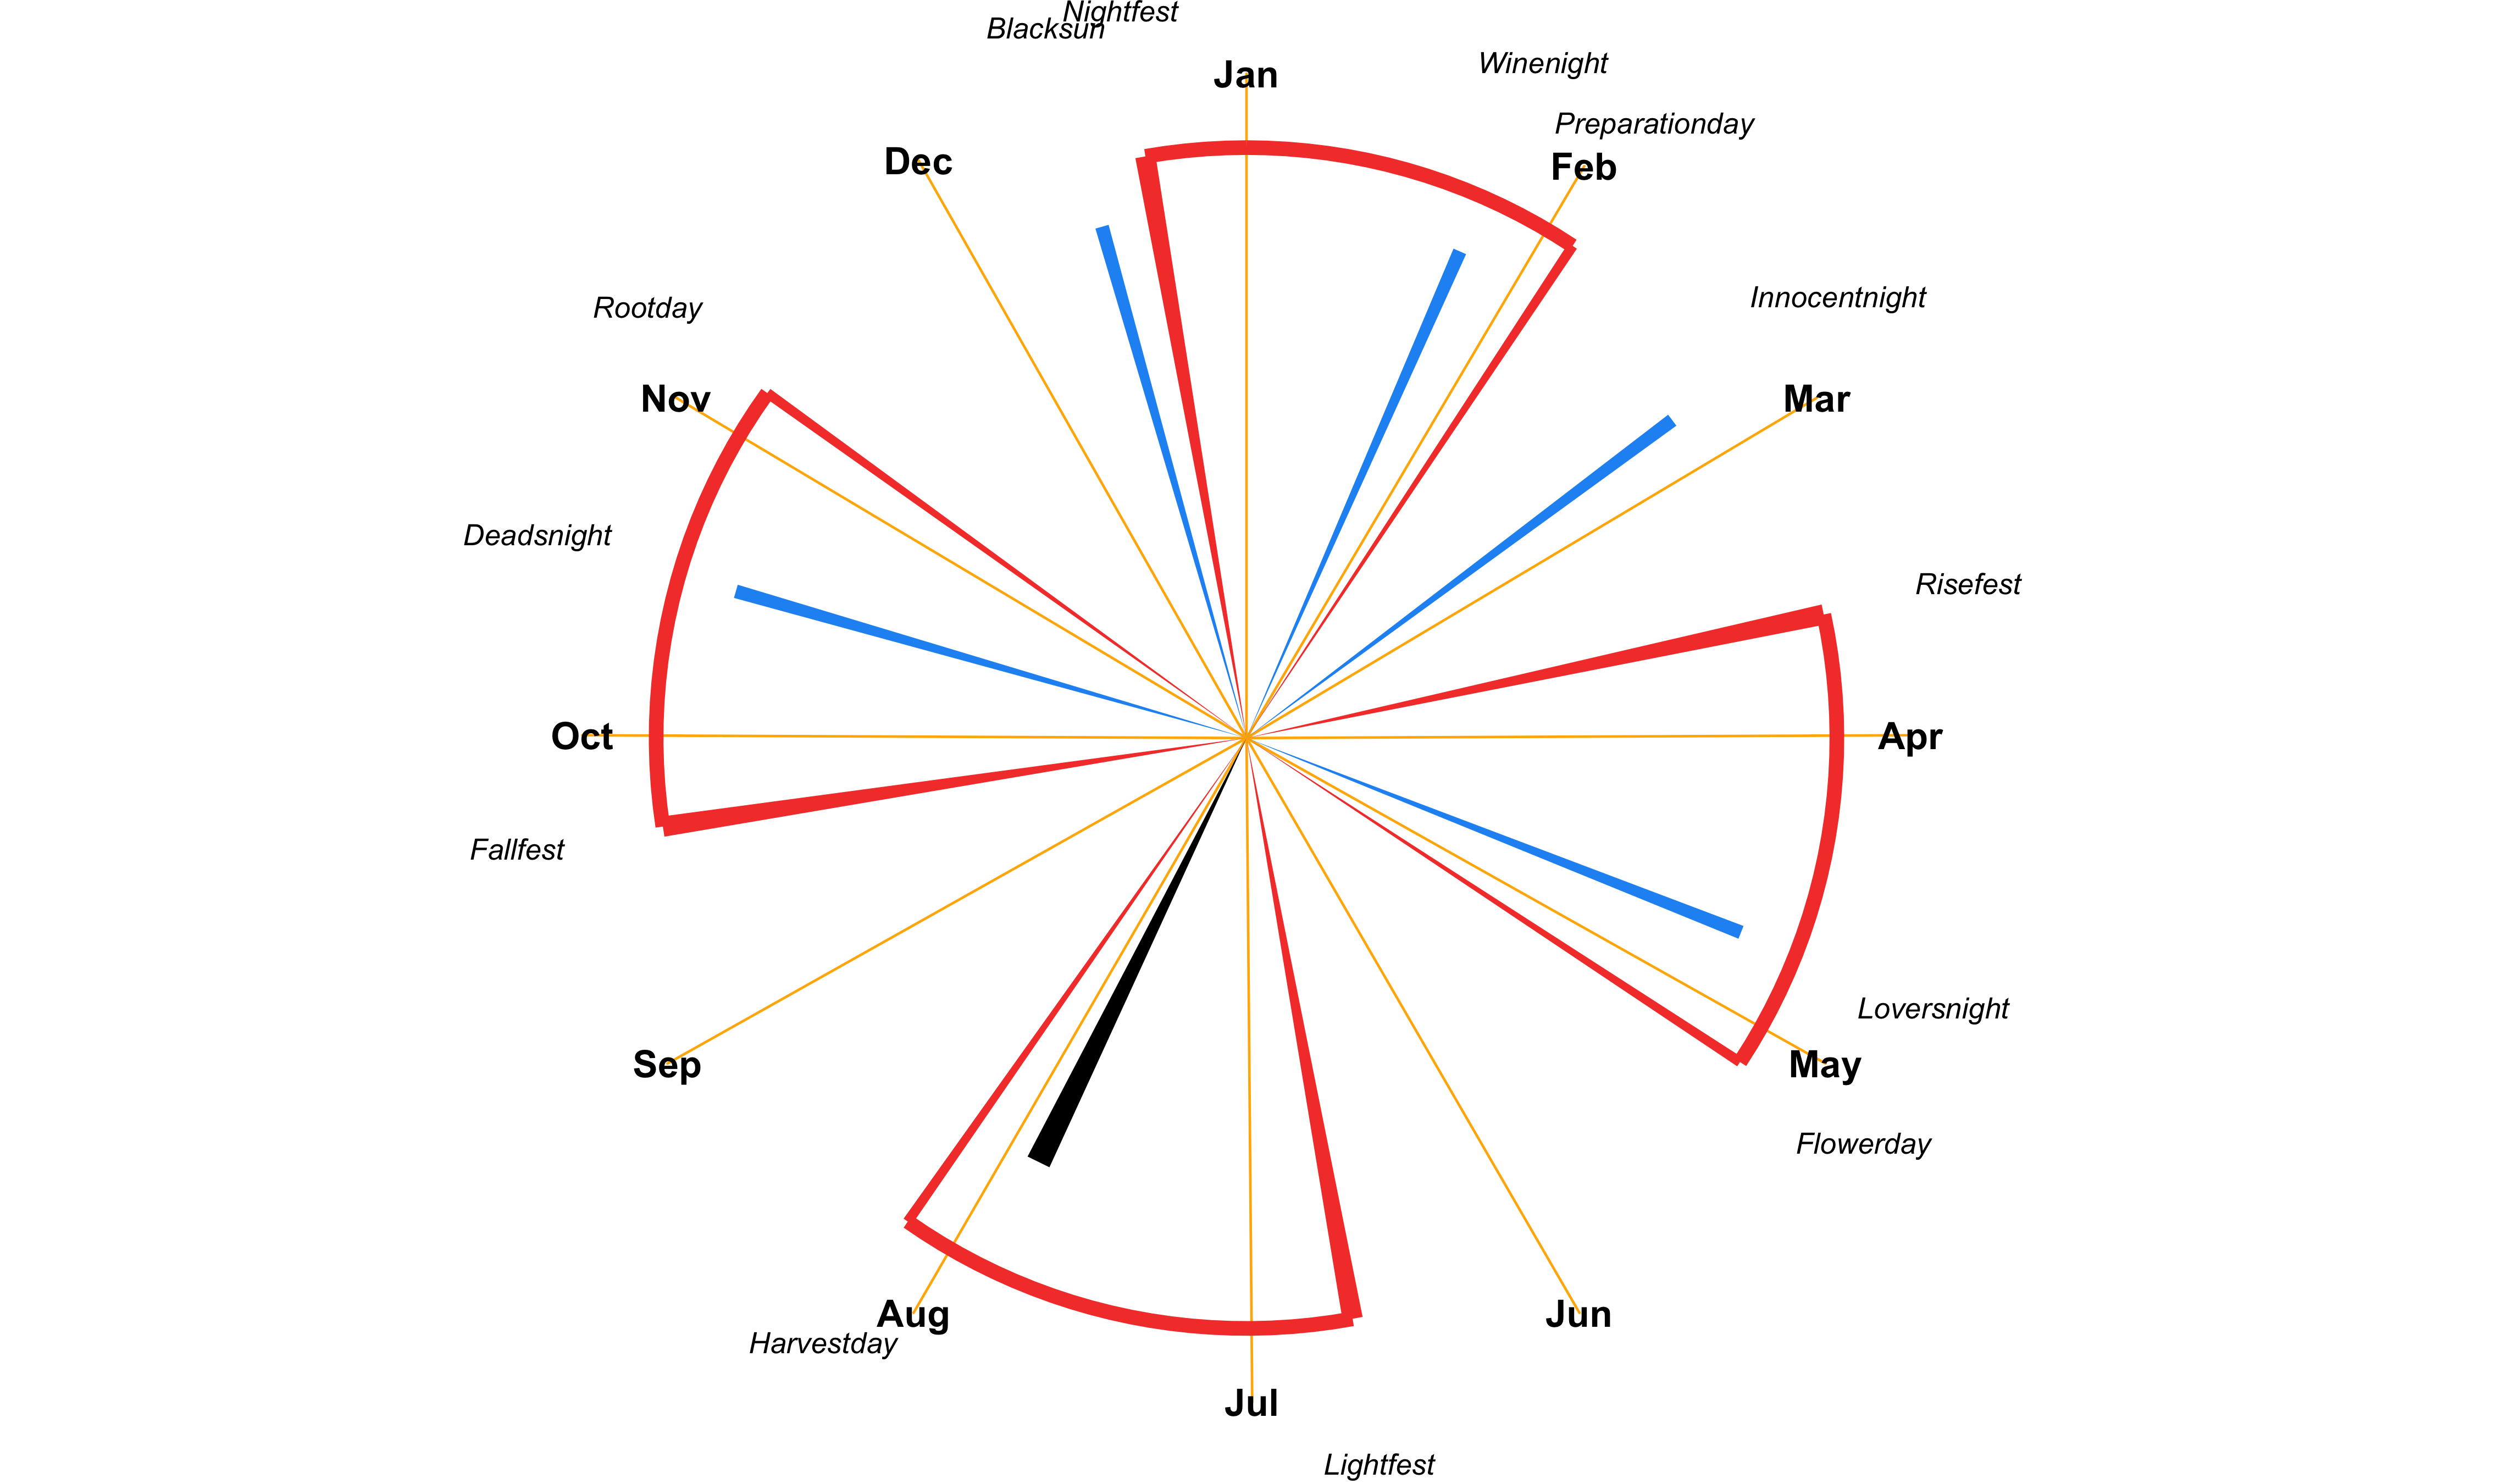 Nightfest
Blacksun
Jan
Winenight
Preparationday
Dec
Feb
Innocentnight
Rootday
Nov
Mar
Deadsnight
Risefest
Oct
Apr
Fallfest
Loversnight
Sep
May
Flowerday
Aug
Jun
Harvestday
Jul
Lightfest